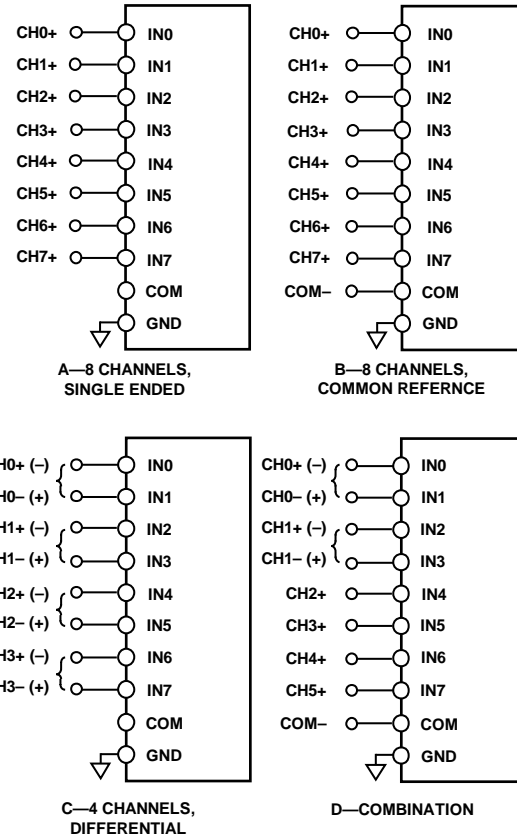 CH0+ IN0
CH1+ IN1
CH2+ IN2
CH3+ IN3
CH4+ IN4
CH5+ IN5
CH6+ IN6
CH7+ IN7
COM
GND
A—8 CHANNELS,
SINGLE ENDED
CH0+ IN0
CH1+ IN1
CH2+ IN2
CH3+ IN3
CH4+ IN4
CH5+ IN5
CH6+ IN6
CH7+ IN7
COM– COM
GND
B—8 CHANNELS,
COMMON REFERNCE
H0+ (–) IN0
H0– (+) IN1
H1+ (–) IN2
H1– (+) IN3
H2+ (–) IN4
H2– (+) IN5
H3+ (–) IN6
H3– (+) IN7
COM
GND
C—4 CHANNELS,
DIFFERENTIAL
CH0+ (–) IN0
CH0– (+) IN1
CH1+ (–) IN2
CH1– (+) IN3
CH2+ IN4
CH3+ IN5
CH4+ IN6
CH5+ IN7
COM– COM
GND
D—COMBINATION